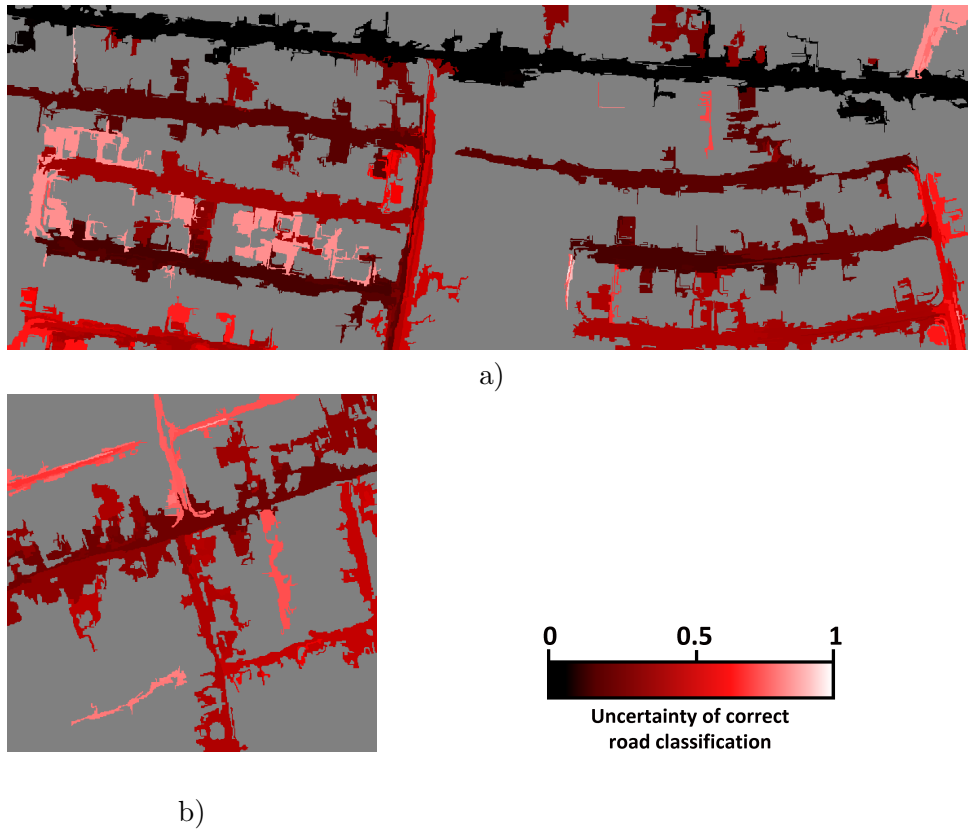 a)
0 0.5 1
Uncertainty of correct
road classification
b)